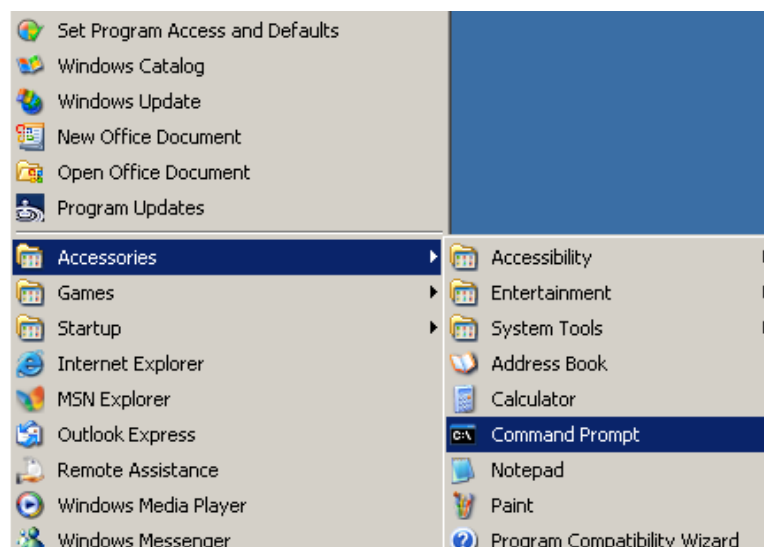 Set Program Access and Defaults
Windows Catalog
Windows Update
New Office Document
Open Office Document
Program Updates
Accessories
Games
Startup
Internet Explorer
MSN Explorer
Outlook Express
Remote Assistance
Windows Media Player
Windows Messenger
Accessibility
Entertainment
System Tools
Address Book
Calculator
C:\ Command Prompt
Notepad
Paint
Program Compatibility Wizard